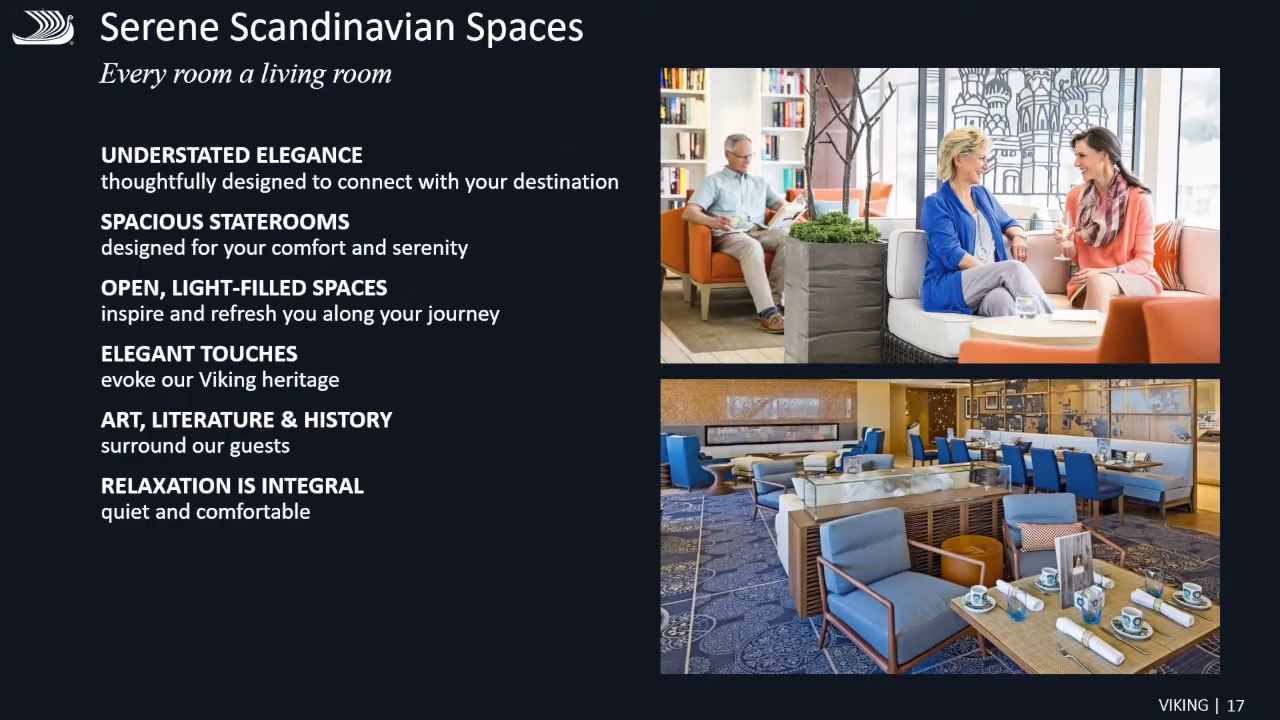 Serene Scandinavian Spaces
Every room a living room
UNDERSTATED ELEGANCE
thoughtfully designed to connect with your destination
SPACIOUS STATEROOMS
designed for your comfort and serenity
OPEN, LIGHT-FILLED SPACES
inspire and refresh you along your journey
ELEGANT TOUCHES
evoke our Viking heritage
ART, LITERATURE & HISTORY
surround our guests
RELAXATION IS INTEGRAL
quiet and comfortable
VIKING | 17